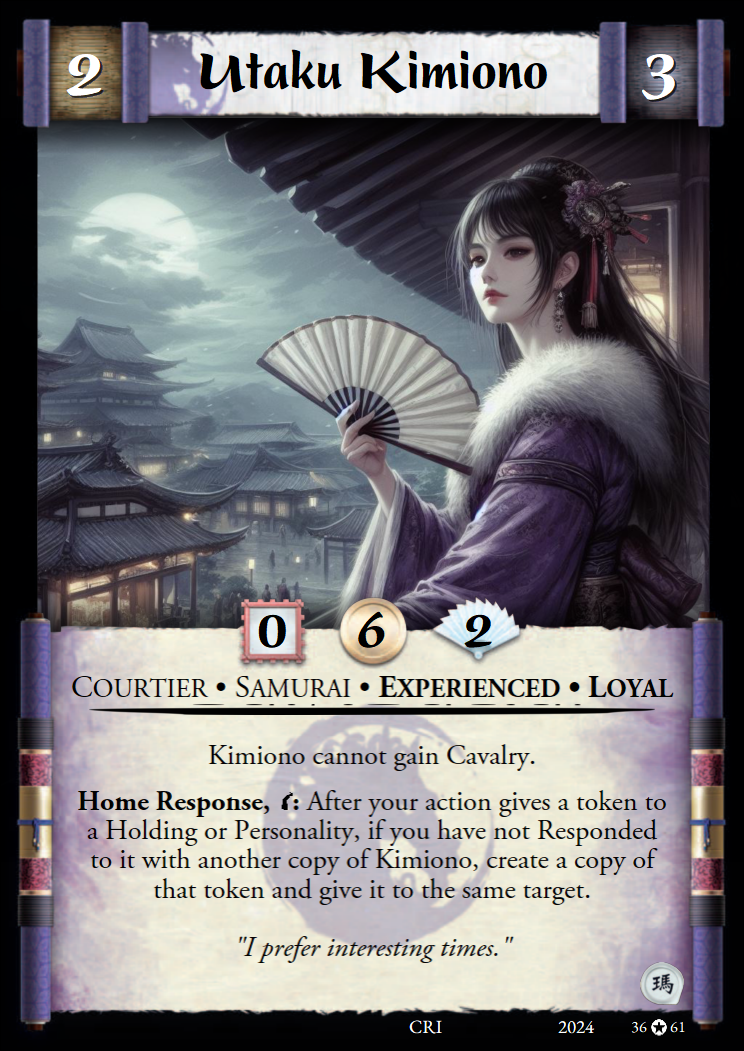 2
Utaku Kimiono
3
0
6
2
COURTIER • SAMURAI • EXPERIENCED • LOYAL
Kimiono cannot gain Cavalry.
Home Response, : After your action gives a token to
a Holding or Personality, if you have not Responded
to it with another copy of Kimiono, create a copy of
that token and give it to the same target.
"I prefer interesting times."
瑪
CRI 2024 36 ✪ 61